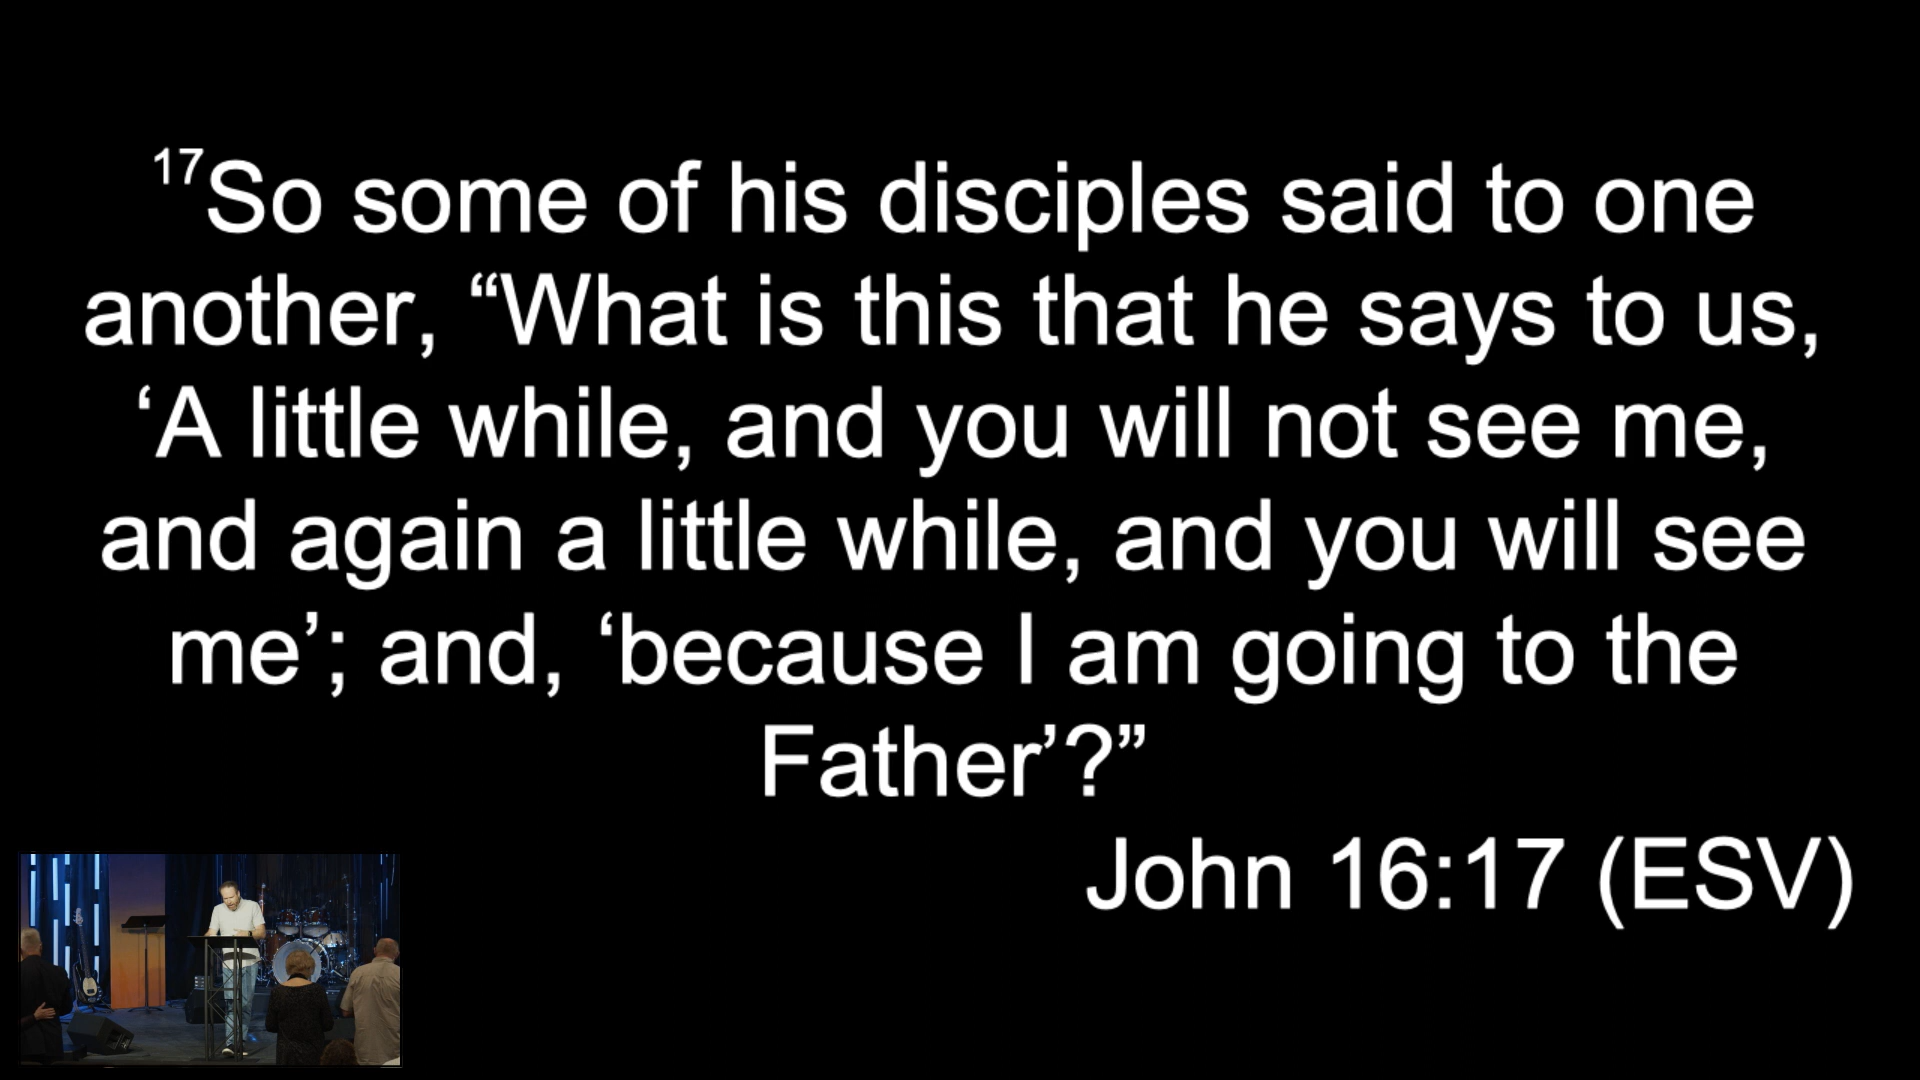 17So some of his disciples said to one
another, “What is this that he says to us,
‘A little while, and you will not see me,
and again a little while, and you will see
me’; and, ‘because I am going to the
Father’?”
John 16:17 (ESV)